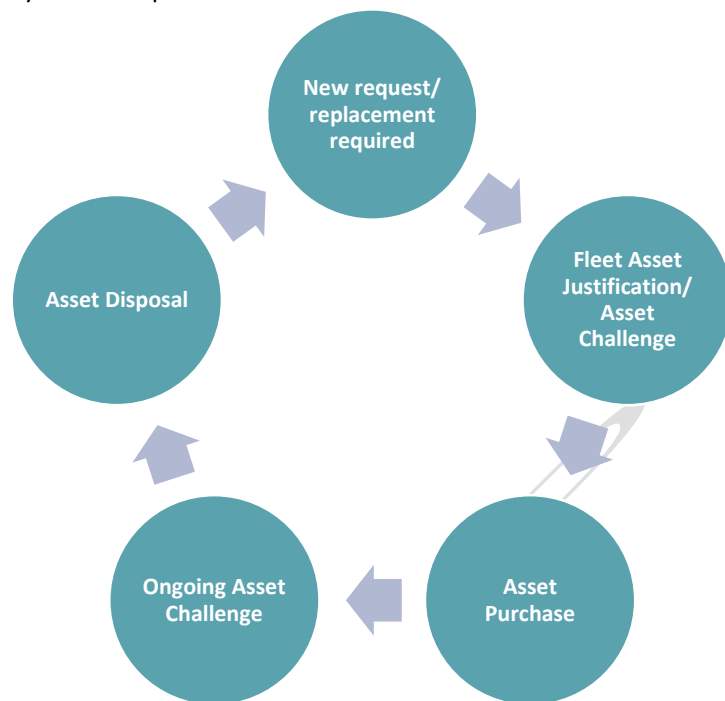 New request/
replacement
required
Fleet Asset
Justification/
Asset
Challenge
Asset
Purchase
Ongoing Asset
Challenge
Asset Disposal